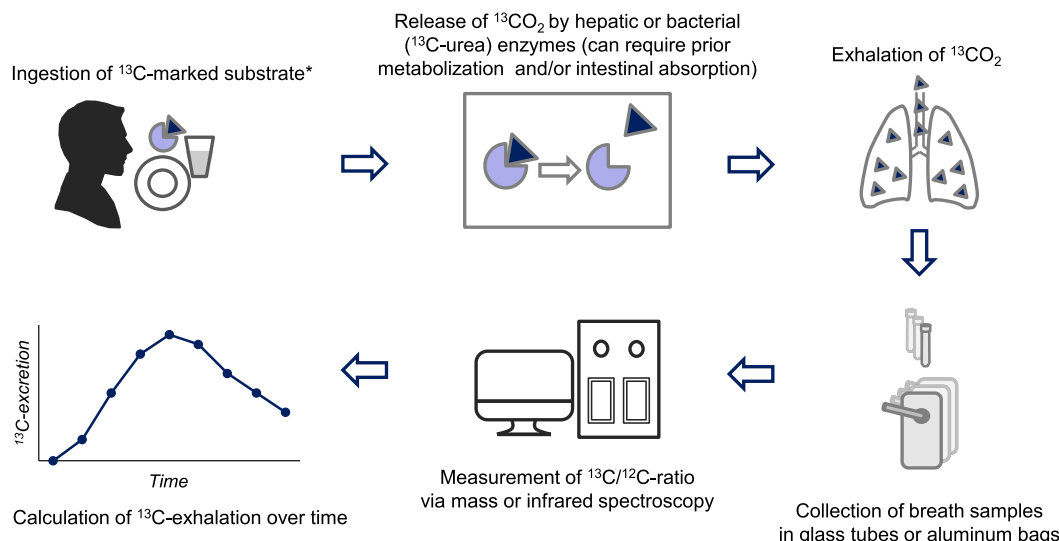 Ingestion of ¹³C-marked substrate*
Release of ¹³CO₂ by hepatic or bacterial
(¹³C-urea) enzymes (can require prior
metabolization and/or intestinal absorption)
Exhalation of ¹³CO₂
¹³C-excretion
Time
Calculation of ¹³C-exhalation over time
Measurement of ¹³C/¹²C-ratio
via mass or infrared spectroscopy
Collection of breath samples
in glass tubes or aluminum bags